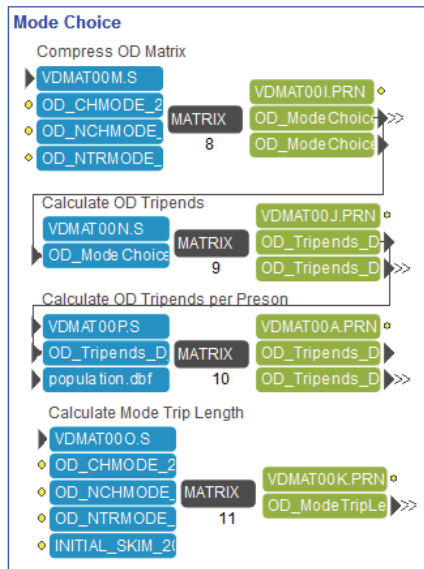 Mode Choice
Compress OD Matrix
VDMAT00M.S
OD_CHMODE_2
OD_NCHMODE_
OD_NTRMODE_
MATRIX
8
VDMAT00I.PRN
OD_ModeChoice
OD_ModeChoice
Calculate OD Tripends
VDMAT00N.S
OD_ModeChoice
MATRIX
9
VDMAT00J.PRN
OD_Tripends_D
OD_Tripends_D
Calculate OD Tripends per Preson
VDMAT00P.S
OD_Tripends_D
population.dbf
MATRIX
10
VDMAT00A.PRN
OD_Tripends_D
OD_Tripends_D
Calculate Mode Trip Length
VDMAT00O.S
OD_CHMODE_2
OD_NCHMODE_
OD_NTRMODE_
INITIAL_SKIM_20
MATRIX
11
VDMAT00K.PRN
OD_ModeTripLe